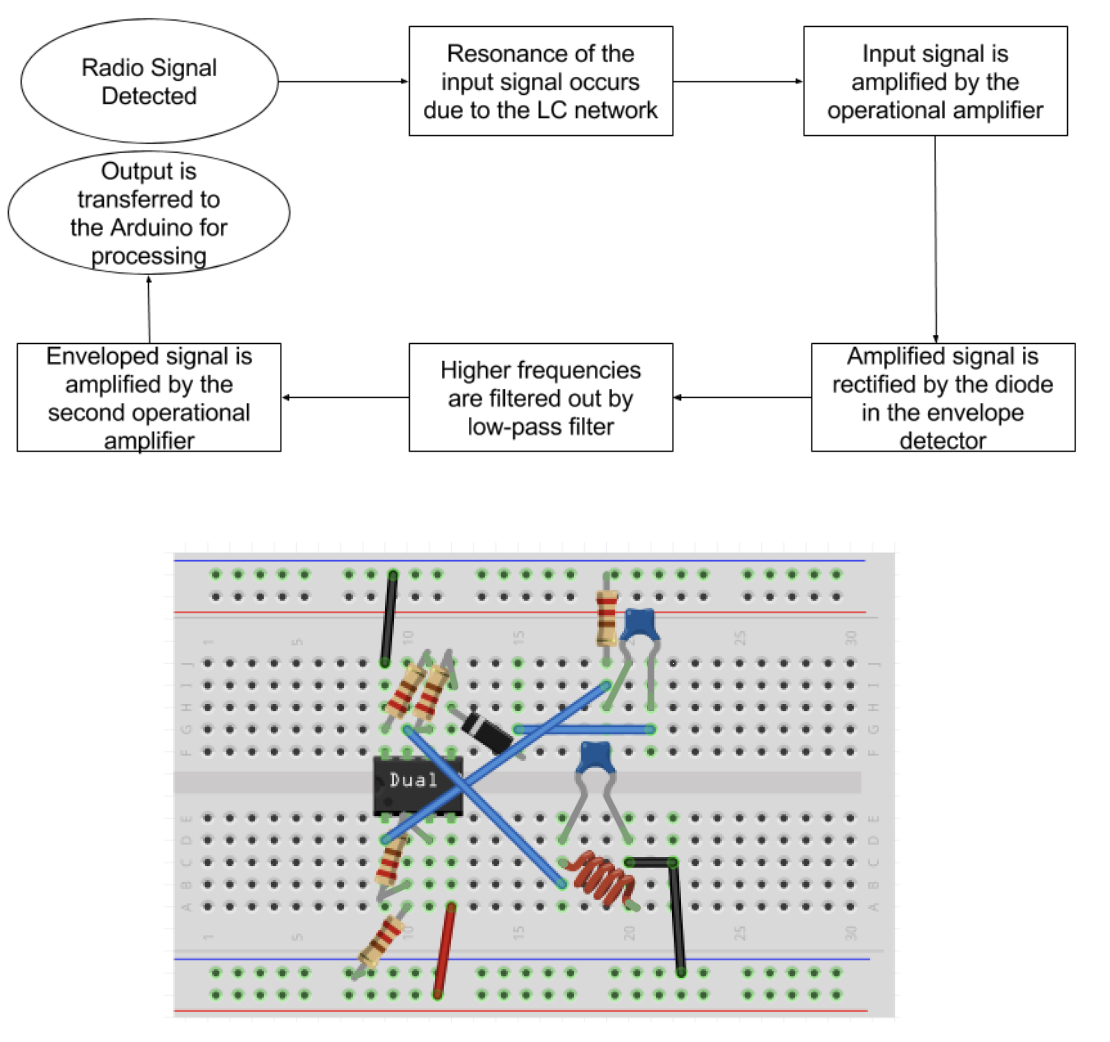 Radio Signal
Detected
Resonance of the
input signal occurs
due to the LC network
Input signal is
amplified by the
operational amplifier
Output is
transferred to
the Arduino for
processing
Enveloped signal is
amplified by the
second operational
amplifier
Higher frequencies
are filtered out by
low-pass filter
Amplified signal is
rectified by the diode
in the envelope
detector
1 5 10 15 25 30
J J
I I
H H
G G
F F
Dual
E E
D D
C C
B B
A A
1 5 10 15 20 25 30